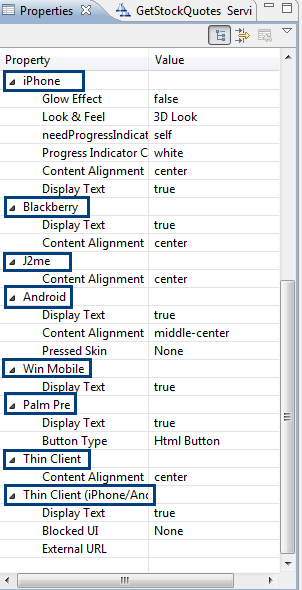 Properties GetStockQuotes Servi
Property Value
iPhone
Glow Effect false
Look & Feel 3D Look
needProgressIndicat self
Progress Indicator C white
Content Alignment center
Display Text true
Blackberry
Display Text true
Content Alignment center
J2me
Content Alignment center
Android
Display Text true
Content Alignment middle-center
Pressed Skin None
Win Mobile
Display Text true
Palm Pre
Display Text true
Button Type Html Button
Thin Client
Content Alignment center
Thin Client (iPhone/And
Display Text true
Blocked UI None
External URL